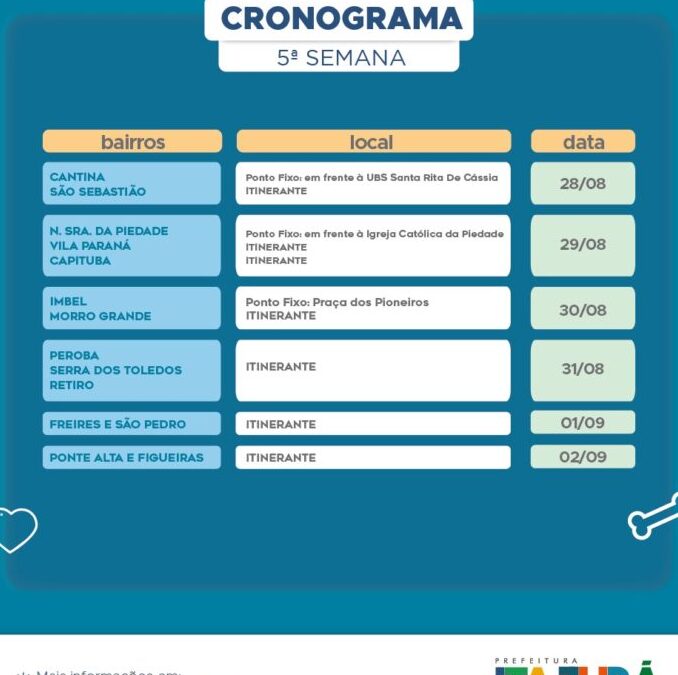 CRONOGRAMA
5ª SEMANA
bairros
local
data
CANTINA
SÃO SEBASTIÃO
Ponto Fixo: em frente à UBS Santa Rita De Cássia
ITINERANTE
28/08
N. SRA. DA PIEDADE
VILA PARANÁ
CAPITUBA
Ponto Fixo: em frente à Igreja Católica da Piedade
ITINERANTE
ITINERANTE
29/08
IMBEL
MORRO GRANDE
Ponto Fixo: Praça dos Pioneiros
ITINERANTE
30/08
PEROBA
SERRA DOS TOLEDOS
RETIRO
ITINERANTE
31/08
FREIRES E SÃO PEDRO
ITINERANTE
01/09
PONTE ALTA E FIGUEIRAS
ITINERANTE
02/09
Mais informações em:
PREFEITURA